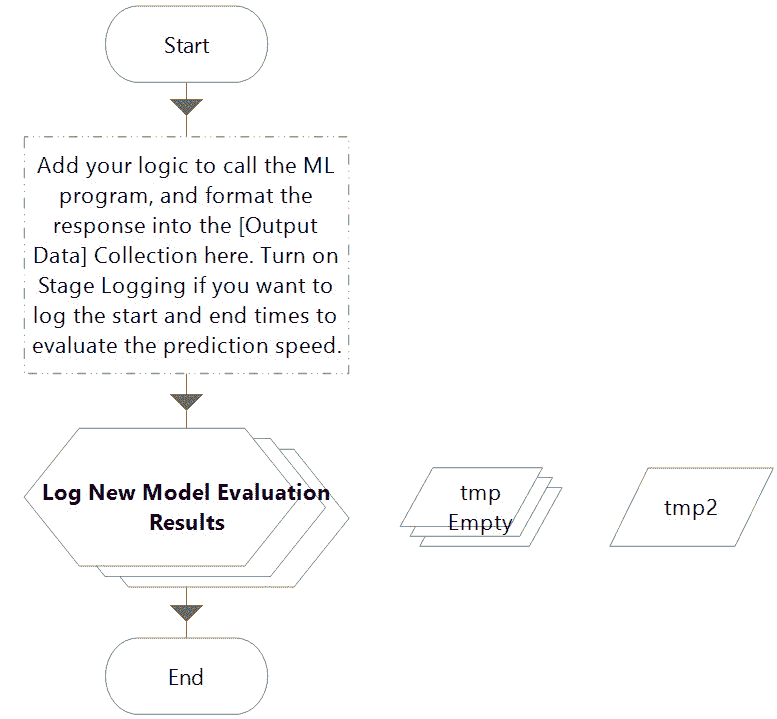 Start
Add your logic to call the ML
program, and format the
response into the [Output
Data] Collection here. Turn on
Stage Logging if you want to
log the start and end times to
evaluate the prediction speed.
Log New Model Evaluation
Results
tmp
Empty
tmp2
End